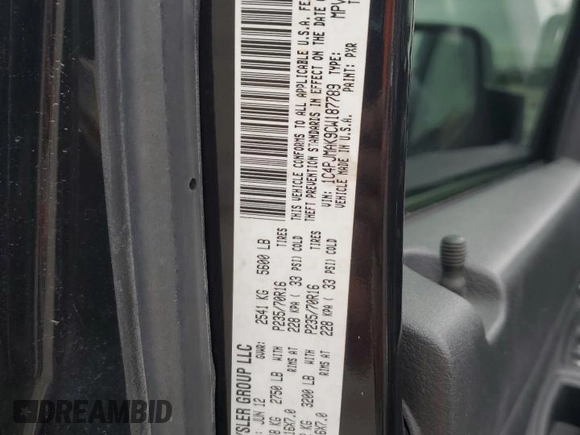 YSLER GROUP LLC
: JUN 12 GVWR: 2541 KG 5600 LB
KG 2750 LB WITH P235/70R16 TIRES
16X7.0 RIMS AT 228 KPA ( 33 PSI) COLD
KG 3200 LB WITH P235/70R16 TIRES
6X7.0 RIMS AT 228 KPA ( 33 PSI) COLD
THIS VEHICLE CONFORMS TO ALL APPLICABLE U.S.A. FE
THEFT PREVENTION STANDARDS IN EFFECT ON THE DATE
VIN: 1C4PJMAK9CW187789 TYPE: MPV
MADE IN U.S.A. PAINT: PXR
DREAMBID
AUTOMOTIVE